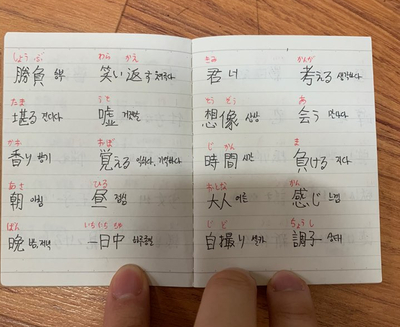 しょう ぶ わら かえ
勝負 승부 笑い返す
たま うそ
堪る 견디다 嘘 거짓말
かお おぼ
香り 향기 覚える 익히다, 기억하다
あさ ひる
朝 아침 昼 점심
ばん いち にち じゅう
晩 밤, 저녁 一日中 하루종일
きみ かんが
君 너 考える 생각하다
そう ぞう あ
想像 상상 会う 만나다
じ かん ま
時間 시간 負ける 지다
おとな かん
大人 어른 感じ 느낌
じ ど ちょうし
自撮り 셀카 調子 상태